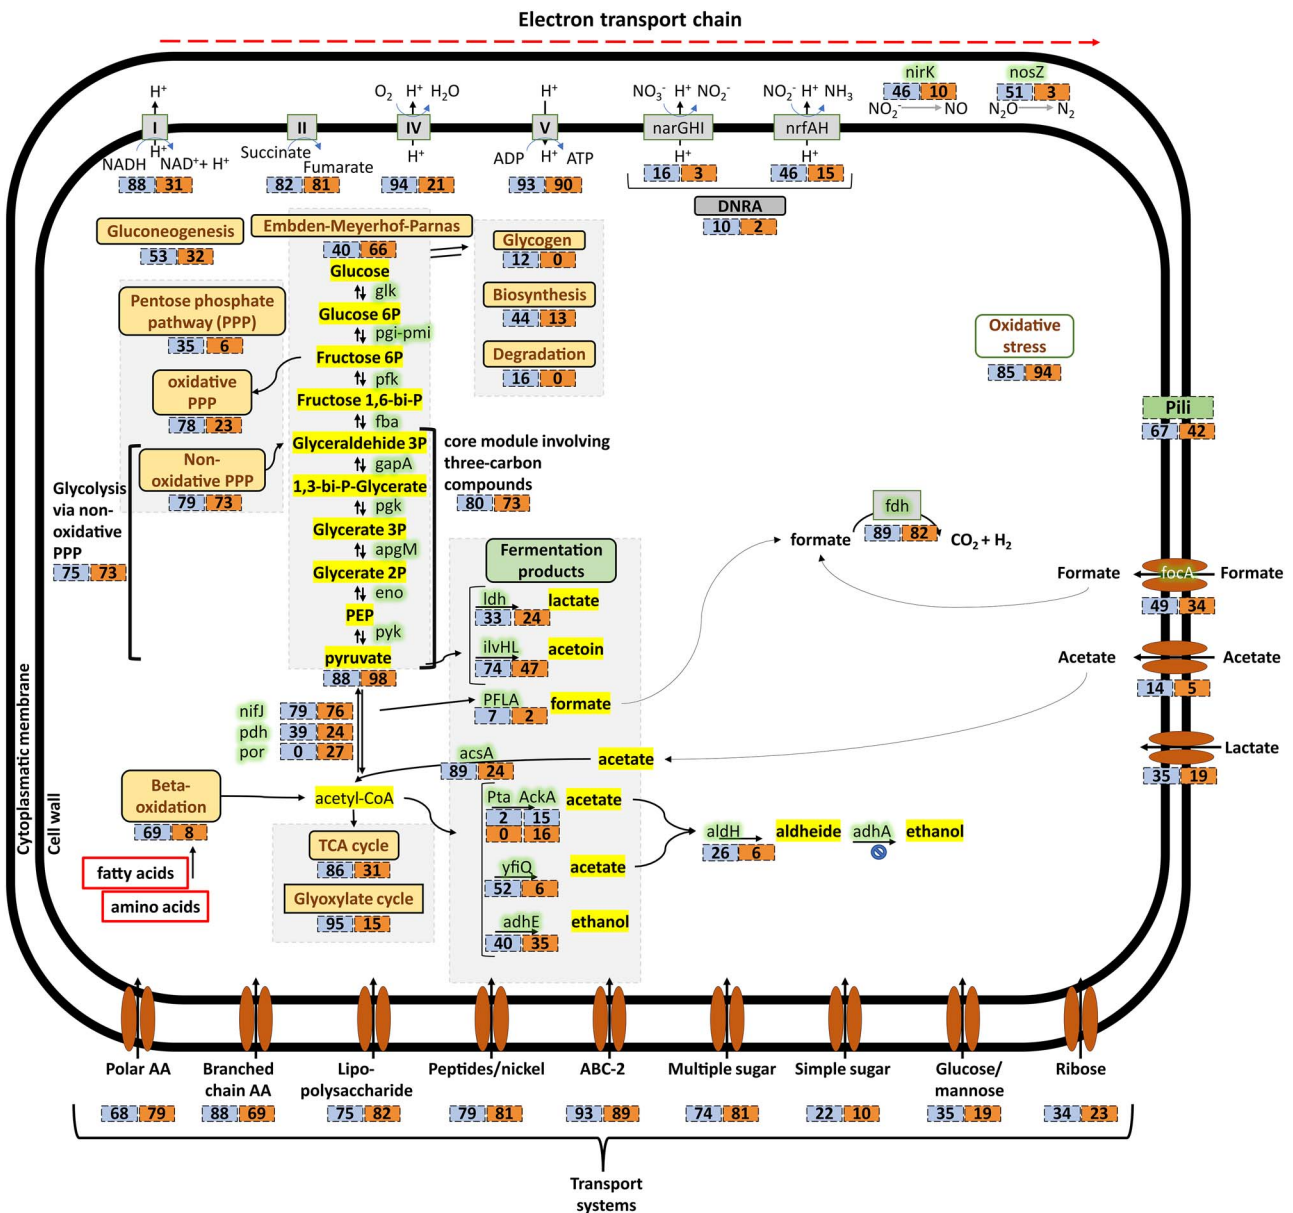 Electron transport chain
nirK
46 10
NO₂⁻ NO
nosZ
51 3
N₂O N₂
H⁺
I
H⁺
NADH NAD⁺+ H⁺
88 31
II
Succinate
Fumarate
82 81
O₂ H⁺ H₂O
IV
H⁺
94 21
H⁺
V
ADP H⁺ ATP
93 90
NO₃⁻ H⁺ NO₂⁻
narGHI
H⁺
16 3
NO₂⁻ H⁺ NH₃
nrfAH
H⁺
46 15
DNRA
10 2
Gluconeogenesis
53 32
Embden-Meyerhof-Parnas
40 66
Glucose
glk
Glucose 6P
pgi-pmi
Fructose 6P
pfk
Fructose 1,6-bi-P
fba
Glyceraldehide 3P
gapA
1,3-bi-P-Glycerate
pgk
Glycerate 3P
apgM
Glycerate 2P
eno
PEP
pyk
pyruvate
88 98
Glycogen
12 0
Biosynthesis
44 13
Degradation
16 0
Pentose phosphate
pathway (PPP)
35 6
oxidative
PPP
78 23
Non-
oxidative PPP
79 73
Glycolysis
via non-
oxidative
PPP
75 73
core module involving
three-carbon
compounds
80 73
Oxidative
stress
85 94
Pili
67 42
fdh
89 82
formate
CO₂ + H₂
Formate
focA
Formate
49 34
Acetate
Acetate
14 5
Lactate
35 19
Fermentation
products
ldh
lactate
33 24
ilvHL
acetoin
74 47
PFLA
formate
7 2
nifJ 79 76
pdh 39 24
por 0 27
acsA
acetate
89 24
Beta-
oxidation
69 8
fatty acids
amino acids
acetyl-CoA
TCA cycle
86 31
Glyoxylate cycle
95 15
Pta AckA
acetate
2 15
0 16
yfiQ
acetate
52 6
adhE
ethanol
40 35
aldH
26 6
aldheide
adhA
ethanol
Cytoplasmatic membrane
Cell wall
Polar AA
68 79
Branched
chain AA
88 69
Lipo-
polysaccharide
75 82
Peptides/nickel
79 81
ABC-2
93 89
Multiple sugar
74 81
Simple sugar
22 10
Glucose/
mannose
35 19
Ribose
34 23
Transport
systems